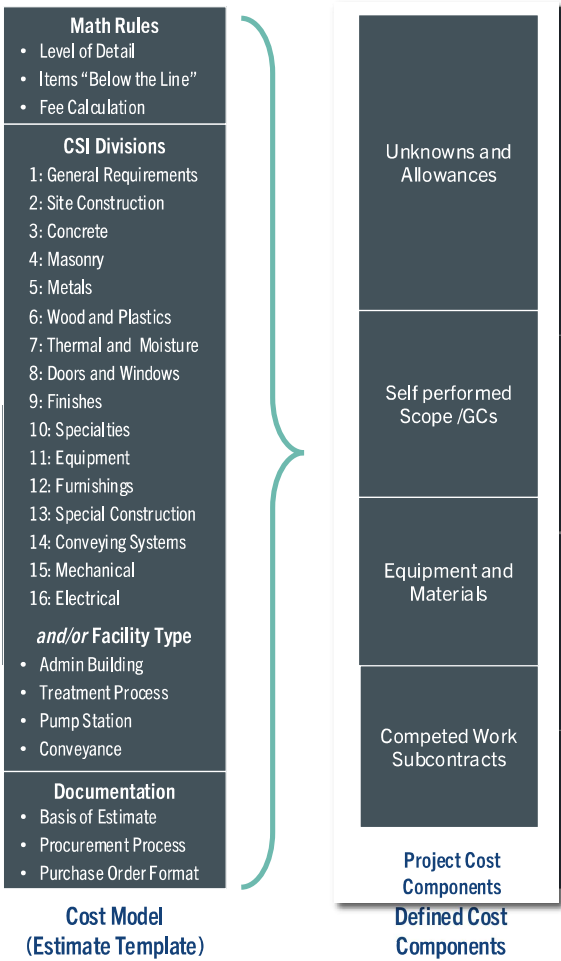 Math Rules
• Level of Detail
• Items “Below the Line”
• Fee Calculation
CSI Divisions
1: General Requirements
2: Site Construction
3: Concrete
4: Masonry
5: Metals
6: Wood and Plastics
7: Thermal and Moisture
8: Doors and Windows
9: Finishes
10: Specialties
11: Equipment
12: Furnishings
13: Special Construction
14: Conveying Systems
15: Mechanical
16: Electrical
and/or Facility Type
• Admin Building
• Treatment Process
• Pump Station
• Conveyance
Documentation
• Basis of Estimate
• Procurement Process
• Purchase Order Format
Cost Model
(Estimate Template)
Unknowns and
Allowances
Self performed
Scope /GCs
Equipment and
Materials
Competed Work
Subcontracts
Project Cost
Components
Defined Cost
Components